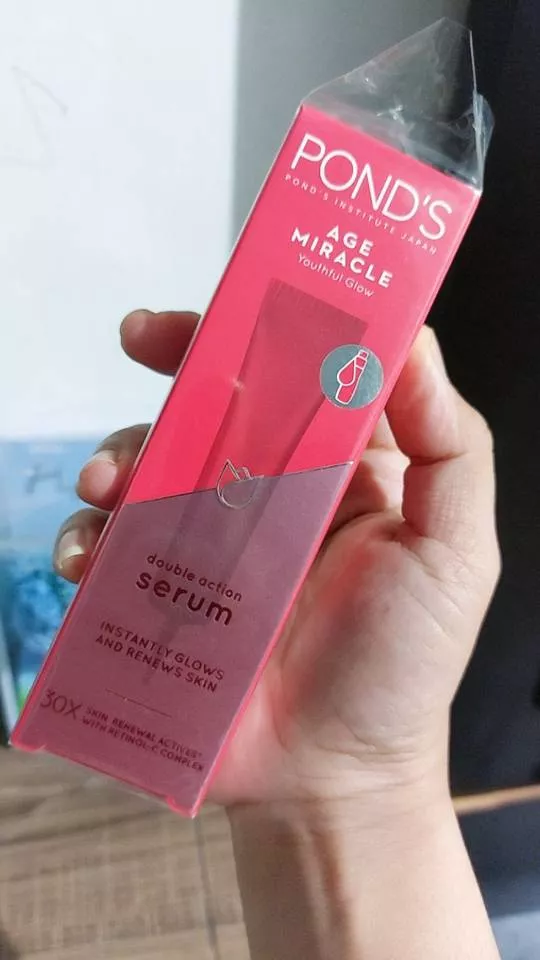 POND'S
POND'S INSTITUTE JAPAN
AGE
MIRACLE
Youthful Glow
double action
serum
INSTANTLY GLOWS
AND RENEWS SKIN
30X SKIN RENEWAL ACTIVES*
WITH RETINOL-C COMPLEX